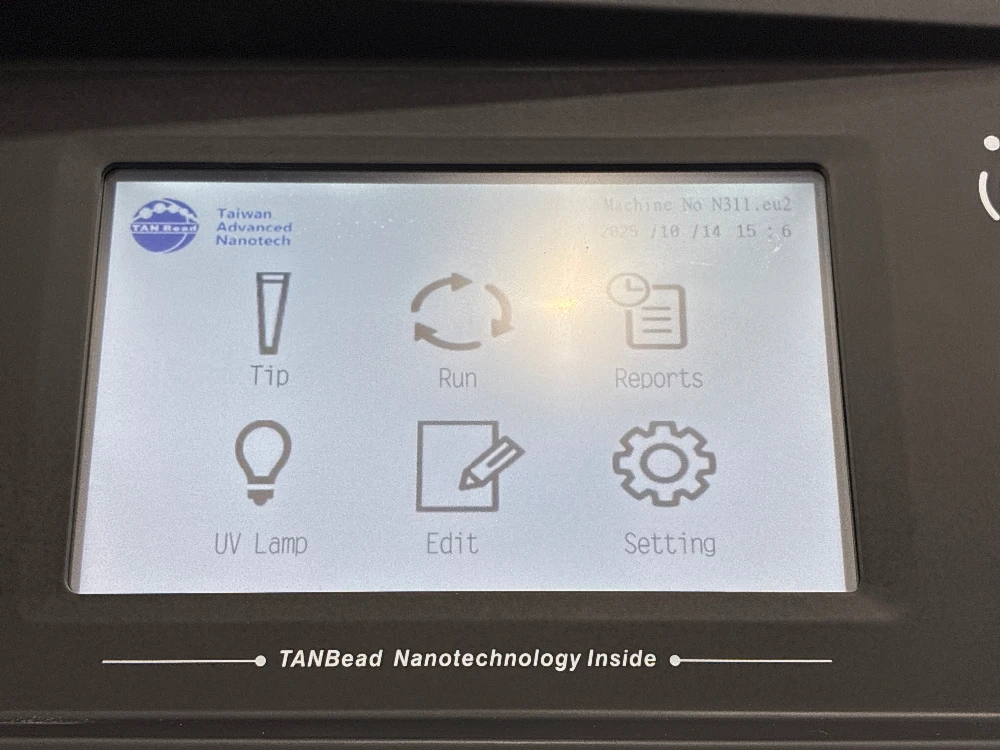 TAN Bead
Taiwan
Advanced
Nanotech
Machine No N311.eu2
2025 /10 /14 15 : 6
Tip
Run
Reports
UV Lamp
Edit
Setting
TANBead Nanotechnology Inside